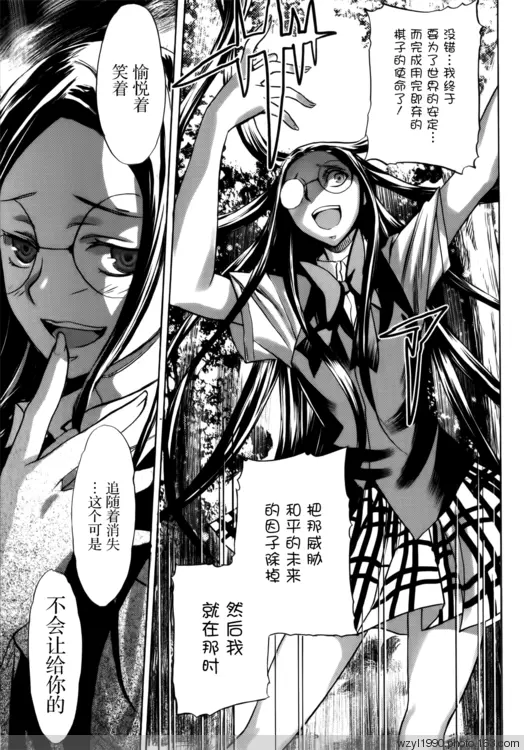 没错…我终于
要为了世界的安定…
而完成用完即弃的
棋子的使命了！
把那威胁
和平的未来
的因子除掉
然后我
就在那时
愉悦着
笑着
追随着消失
…这个可是
不会让给你的
wzyl1990.photo.163.com